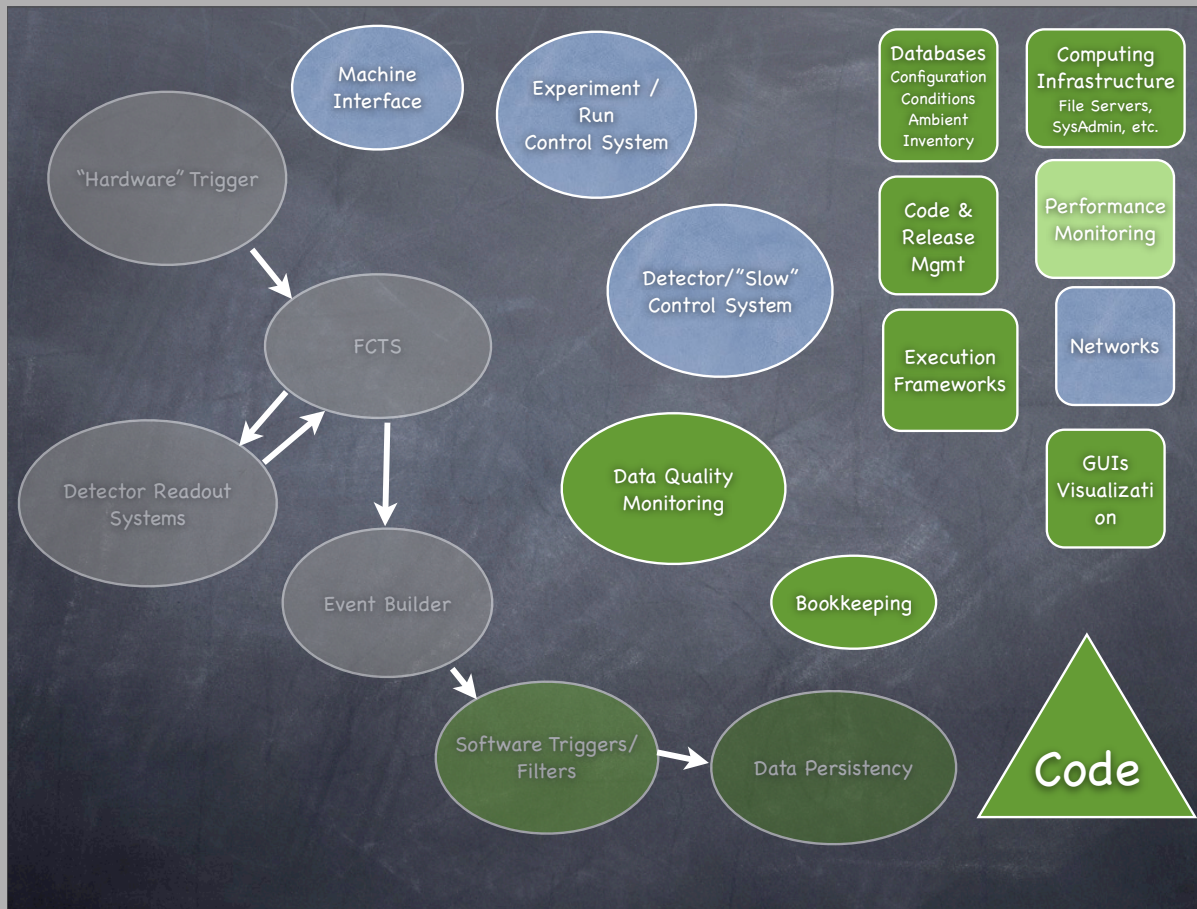 Machine
Interface
Experiment /
Run
Control System
Databases
Configuration
Conditions
Ambient
Inventory
Computing
Infrastructure
File Servers,
SysAdmin, etc.
"Hardware" Trigger
Code &
Release
Mgmt
Performance
Monitoring
Detector/"Slow"
Control System
FCTS
Execution
Frameworks
Networks
Detector Readout
Systems
Data Quality
Monitoring
GUIs
Visualizati
on
Event Builder
Bookkeeping
Software Triggers/
Filters
Data Persistency
Code